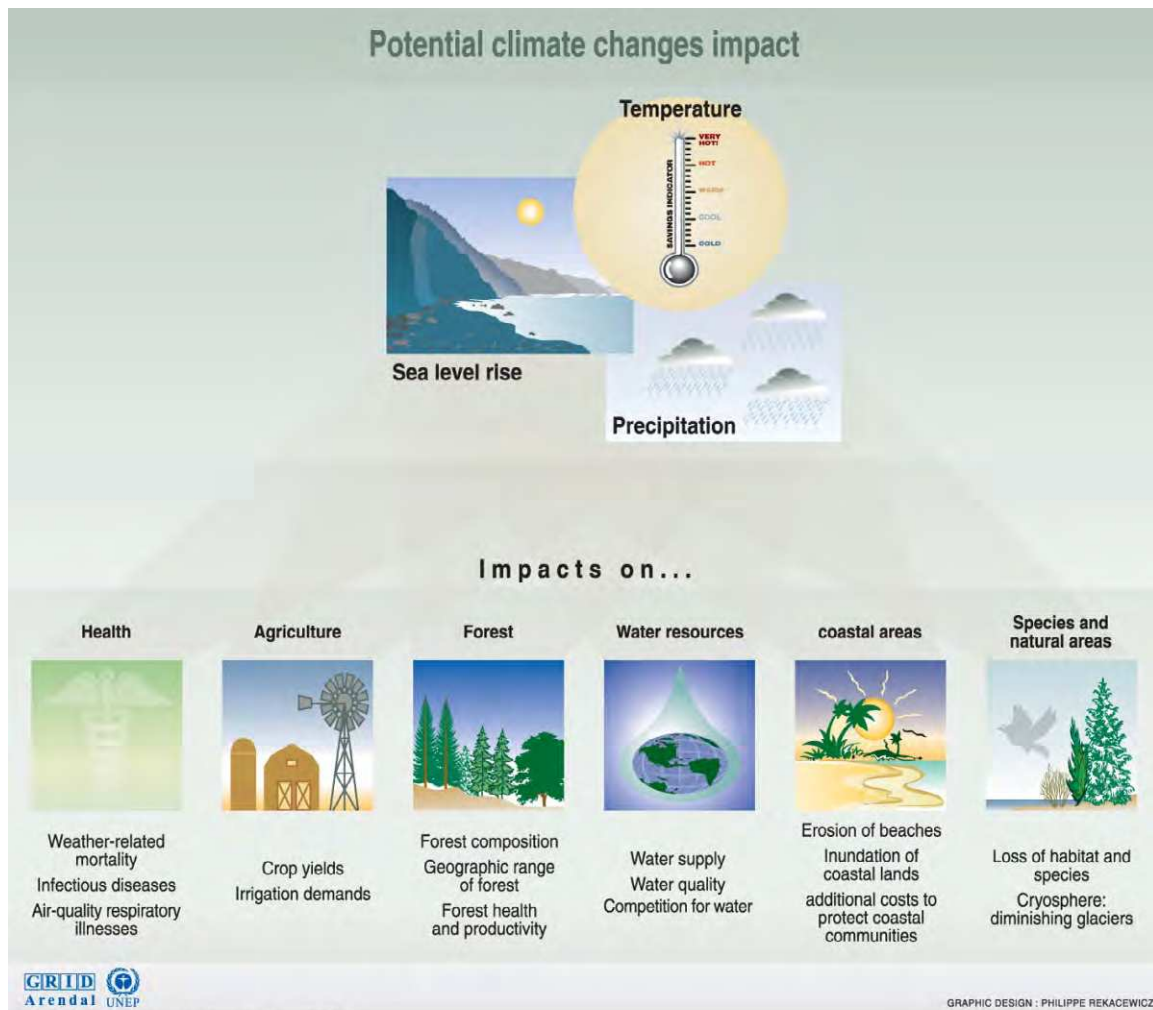 Potential climate changes impact
Temperature
SAVINGS INDICATOR
VERY
HOT!
HOT
WARM
COOL
COLD
Sea level rise
Precipitation
Impacts on...
Health
Agriculture
Forest
Water resources
coastal areas
Species and
natural areas
Weather-related
mortality
Infectious diseases
Air-quality respiratory
illnesses
Crop yields
Irrigation demands
Forest composition
Geographic range
of forest
Forest health
and productivity
Water supply
Water quality
Competition for water
Erosion of beaches
Inundation of
coastal lands
additional costs to
protect coastal
communities
Loss of habitat and
species
Cryosphere:
diminishing glaciers
GRID
Arendal
UNEP
GRAPHIC DESIGN : PHILIPPE REKACEWICZ